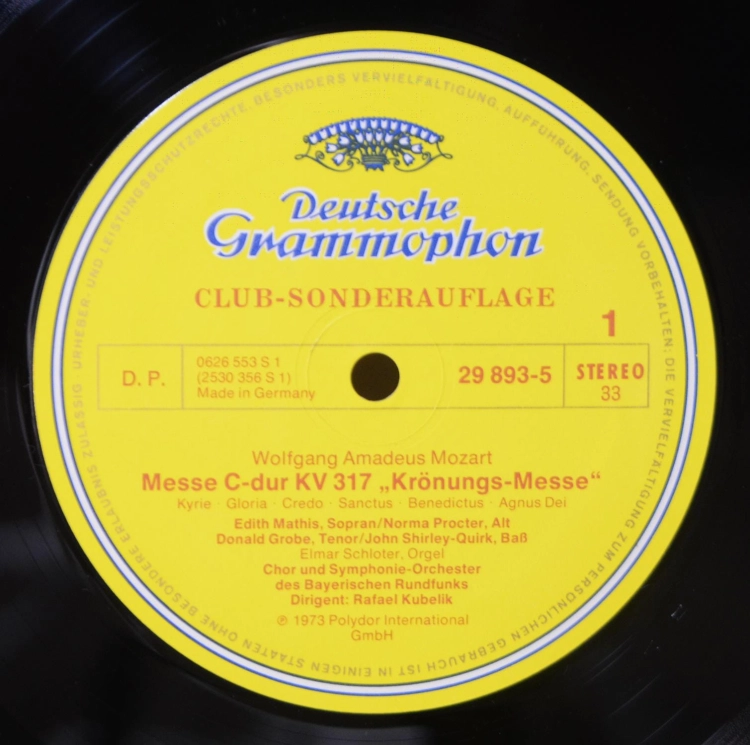 Deutsche
Grammophon
CLUB-SONDERAUFLAGE
1
D. P.
0626 553 S 1
(2530 356 S 1)
Made in Germany
29 893-5
STEREO
33
Wolfgang Amadeus Mozart
Messe C-dur KV 317 „Krönungs-Messe“
Kyrie · Gloria · Credo · Sanctus · Benedictus · Agnus Dei
Edith Mathis, Sopran/Norma Procter, Alt
Donald Grobe, Tenor/John Shirley-Quirk, Baß
Elmar Schloter, Orgel
Chor und Symphonie-Orchester
des Bayerischen Rundfunks
Dirigent: Rafael Kubelik
℗ 1973 Polydor International
GmbH
URHEBER- UND LEISTUNGSSCHUTZRECHTE, BESONDERS VERVIELFÄLTIGUNG, AUFFÜHRUNG, SENDUNG VORBEHALTEN; DIE VERVIELFÄLTIGUNG ZUM PERSÖNLICHEN GEBRAUCH IST IN EINIGEN STAATEN OHNE BESONDERE ERLAUBNIS ZULÄSSIG ·